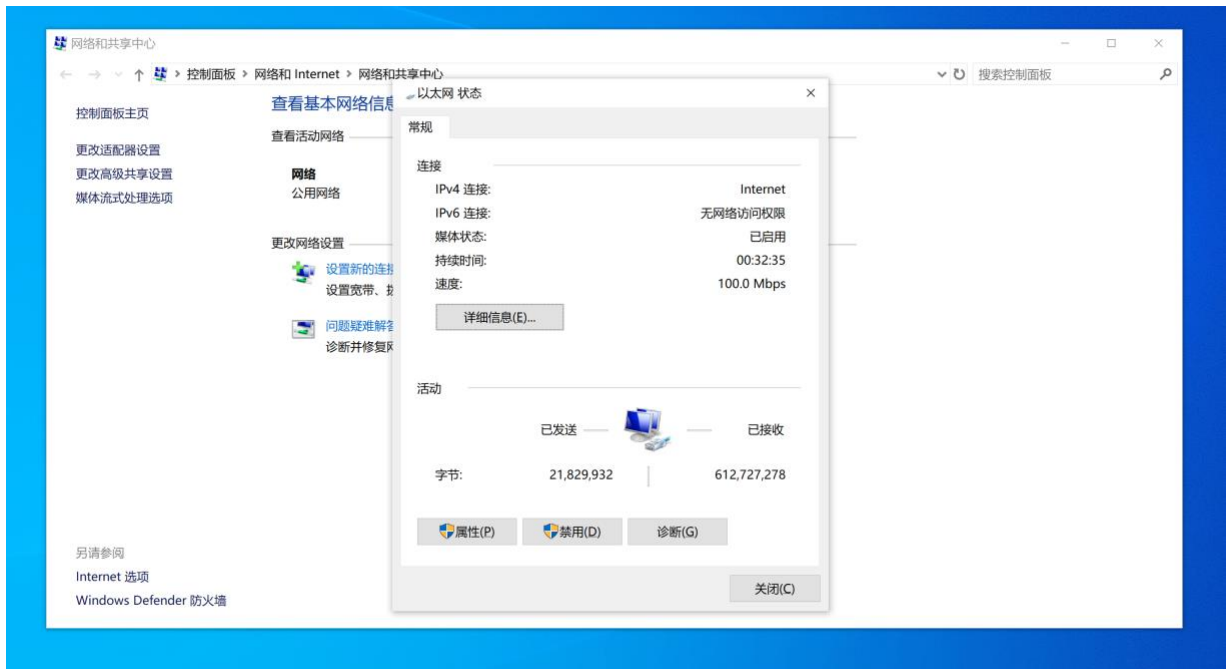 网络和共享中心
控制面板 > 网络和 Internet > 网络和共享中心
搜索控制面板
控制面板主页
更改适配器设置
更改高级共享设置
媒体流式处理选项
查看基本网络信息
查看活动网络
网络
公用网络
更改网络设置
设置新的连接
设置宽带、拨
问题疑难解答
诊断并修复网
另请参阅
Internet 选项
Windows Defender 防火墙
以太网 状态
常规
连接
IPv4 连接: Internet
IPv6 连接: 无网络访问权限
媒体状态: 已启用
持续时间: 00:32:35
速度: 100.0 Mbps
详细信息(E)...
活动
已发送 已接收
字节: 21,829,932 612,727,278
属性(P) 禁用(D) 诊断(G)
关闭(C)